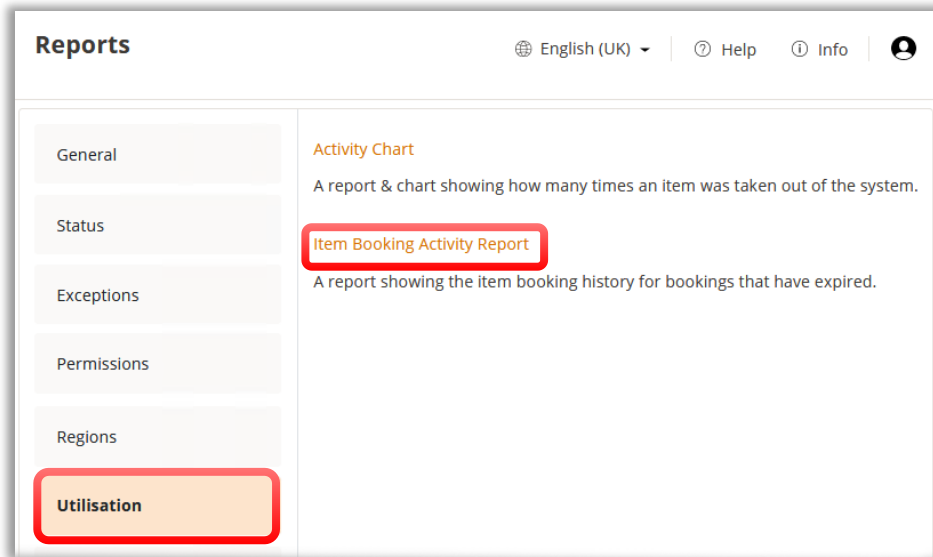 Reports
English (UK)
Help
Info
General
Status
Exceptions
Permissions
Regions
Utilisation
Activity Chart
A report & chart showing how many times an item was taken out of the system.
Item Booking Activity Report
A report showing the item booking history for bookings that have expired.